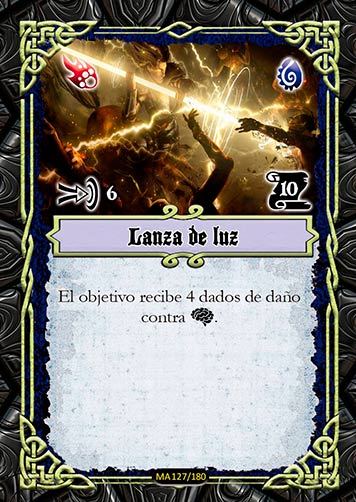 6
10
Lanza de luz
El objetivo recibe 4 dados de daño
contra .
MA127/180